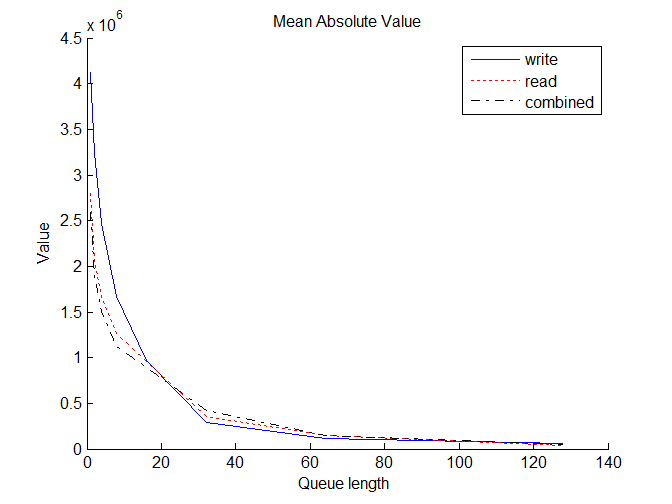 Mean Absolute Value
x 10^6
4.5
4
3.5
3
2.5
2
1.5
1
0.5
0
0 20 40 60 80 100 120 140
Value
Queue length
write
read
combined